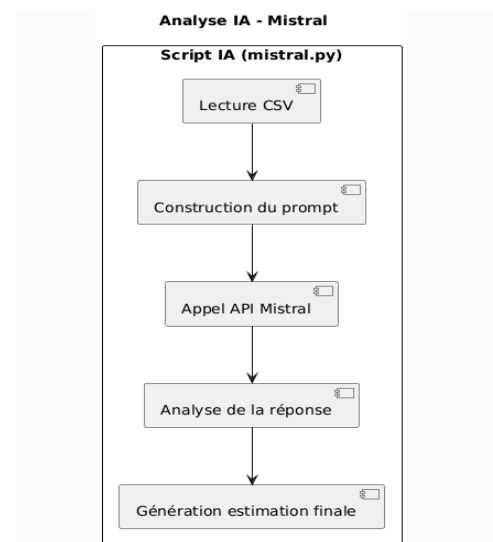 Analyse IA - Mistral
Script IA (mistral.py)
Lecture CSV
Construction du prompt
Appel API Mistral
Analyse de la réponse
Génération estimation finale